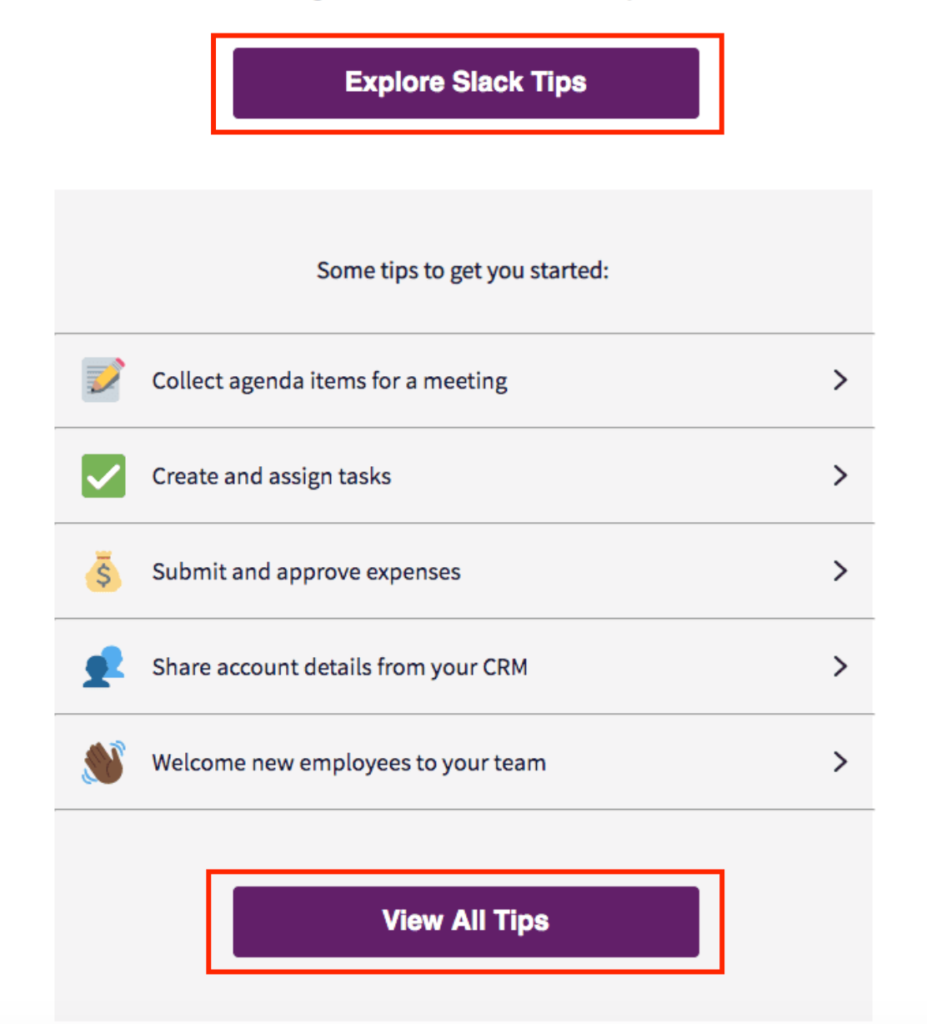 Explore Slack Tips
Some tips to get you started:
Collect agenda items for a meeting
Create and assign tasks
Submit and approve expenses
Share account details from your CRM
Welcome new employees to your team
View All Tips